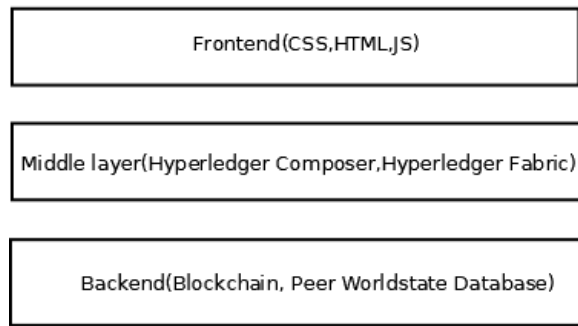 Frontend(CSS,HTML,JS)
Middle layer(Hyperledger Composer,Hyperledger Fabric)
Backend(Blockchain, Peer Worldstate Database)